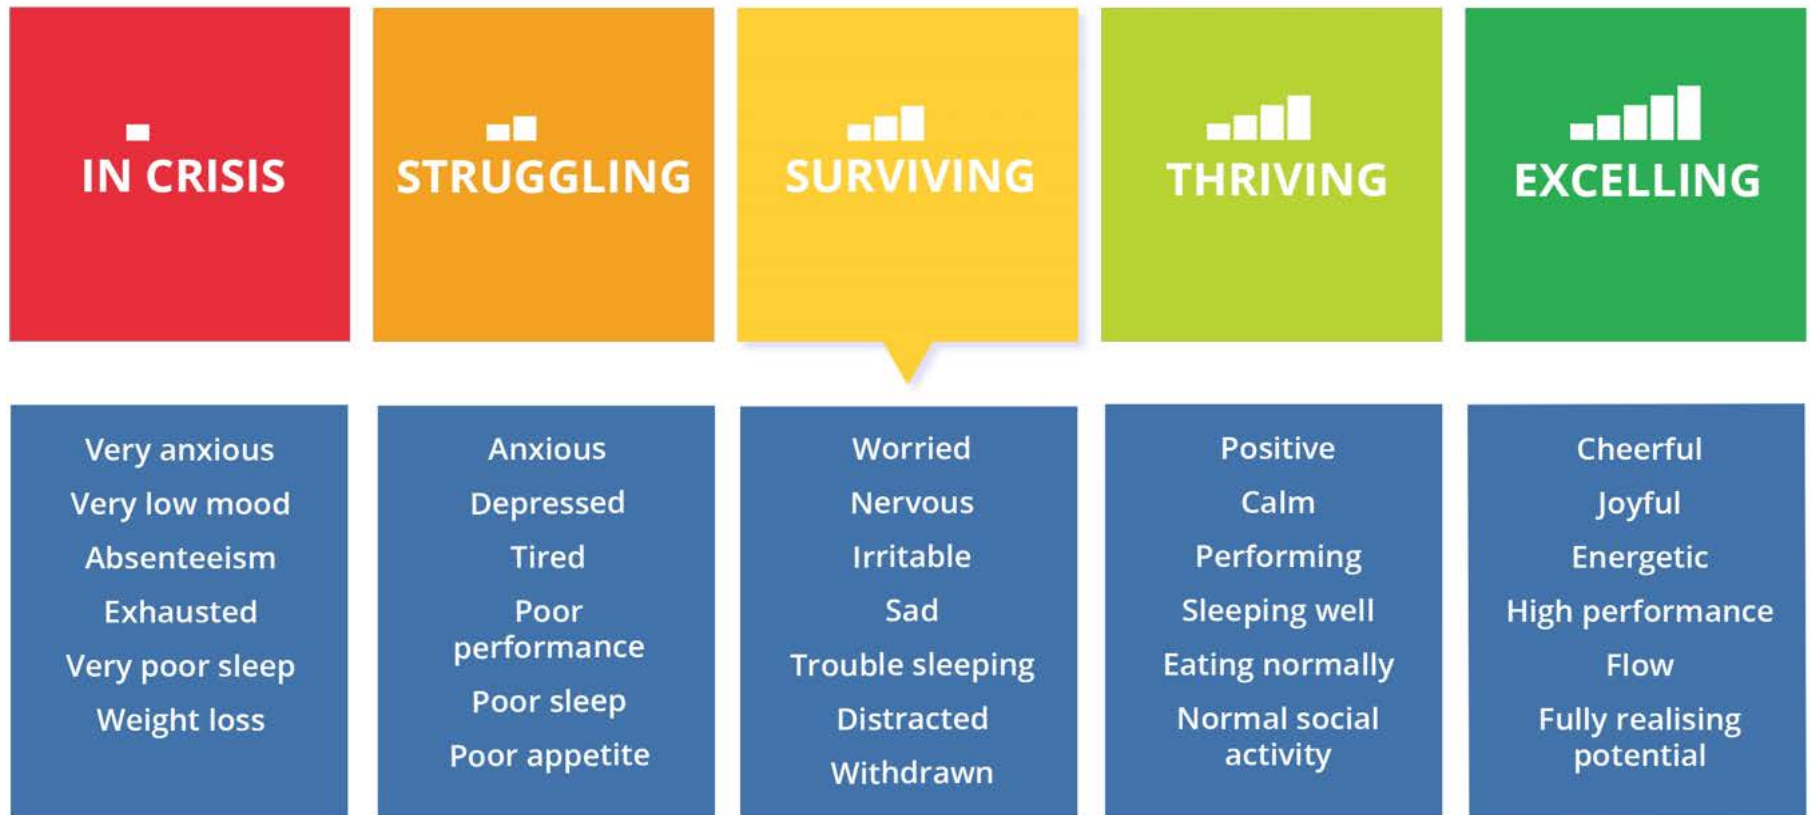 IN CRISIS
STRUGGLING
SURVIVING
THRIVING
EXCELLING
Very anxious
Very low mood
Absenteeism
Exhausted
Very poor sleep
Weight loss
Anxious
Depressed
Tired
Poor
performance
Poor sleep
Poor appetite
Worried
Nervous
Irritable
Sad
Trouble sleeping
Distracted
Withdrawn
Positive
Calm
Performing
Sleeping well
Eating normally
Normal social
activity
Cheerful
Joyful
Energetic
High performance
Flow
Fully realising
potential